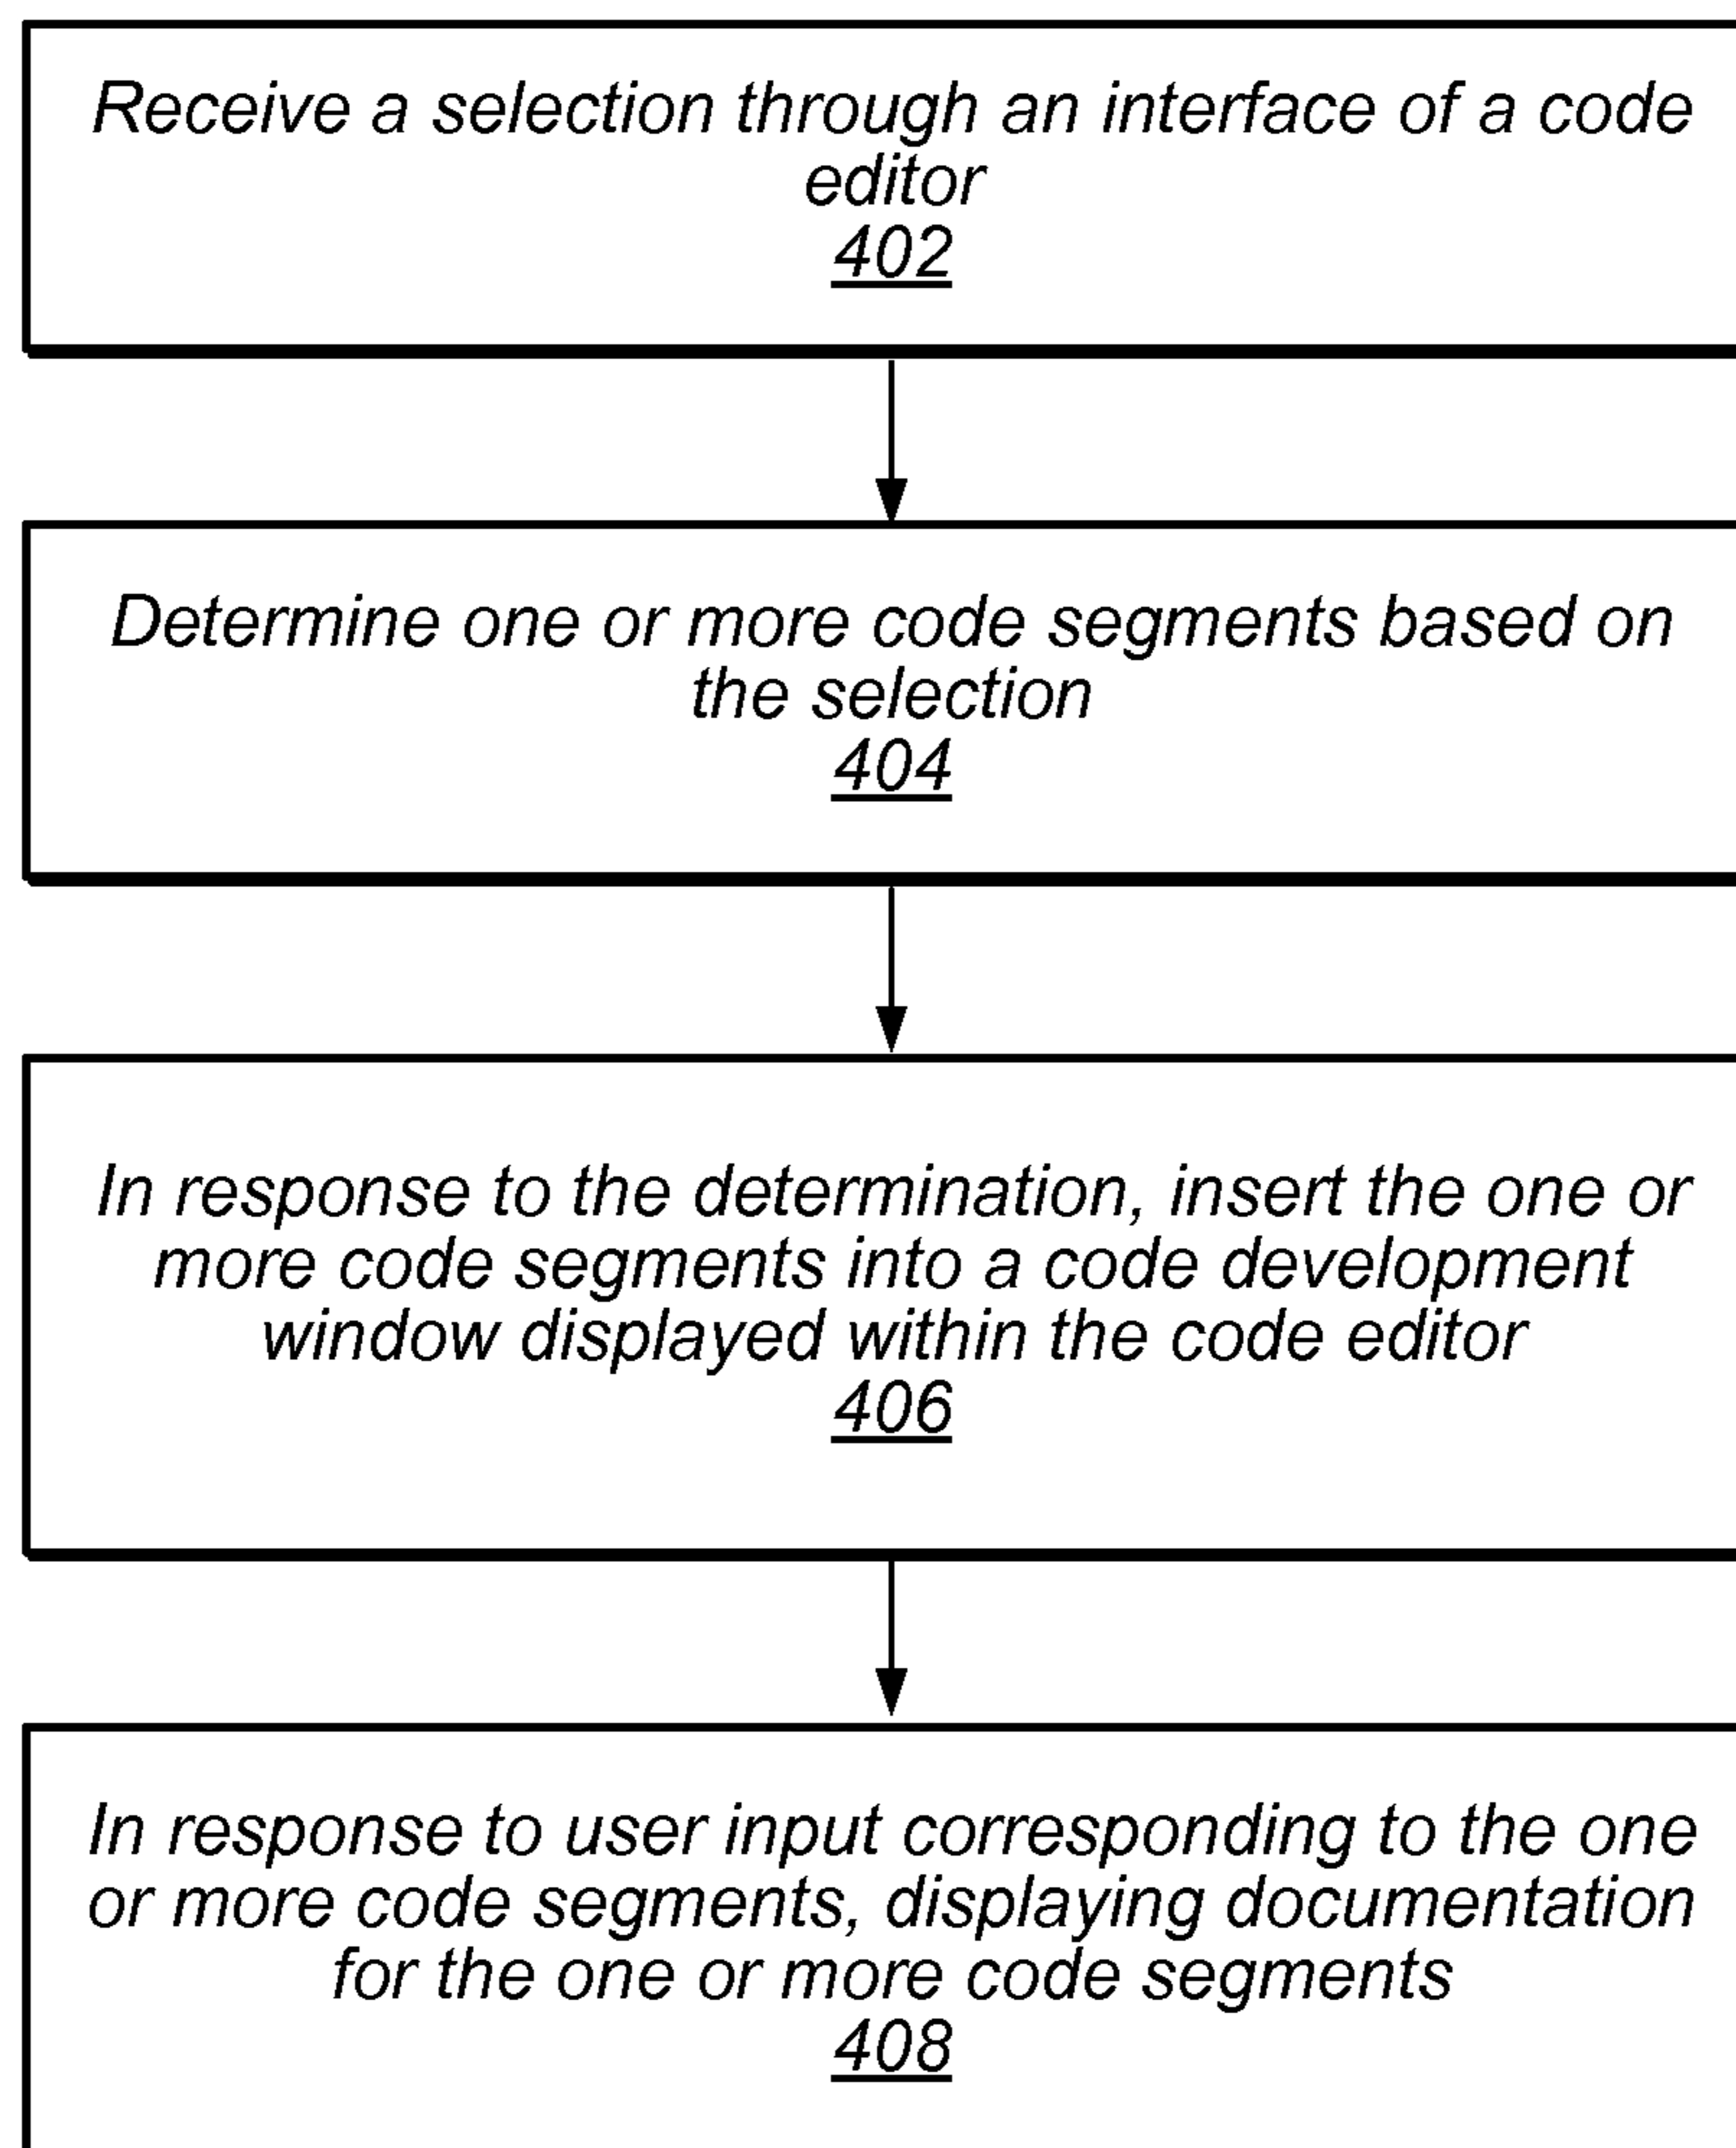 Receive a selection through an interface of a code
editor
402
Determine one or more code segments based on
the selection
404
In response to the determination, insert the one or
more code segments into a code development
window displayed within the code editor
406
In response to user input corresponding to the one
or more code segments, displaying documentation
for the one or more code segments
408